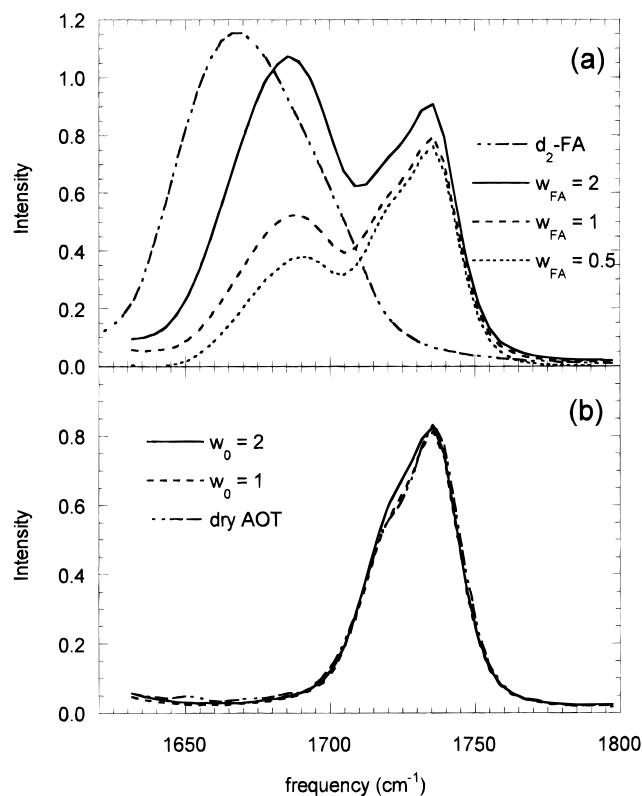 1.2
(a)
1.0
0.8
d2-FA
Intensity
0.6
wFA = 2
wFA = 1
0.4
wFA = 0.5
0.2
0.0
(b)
0.8
w0 = 2
w0 = 1
0.6
dry AOT
Intensity
0.4
0.2
0.0
1650 1700 1750 1800
frequency (cm-1)